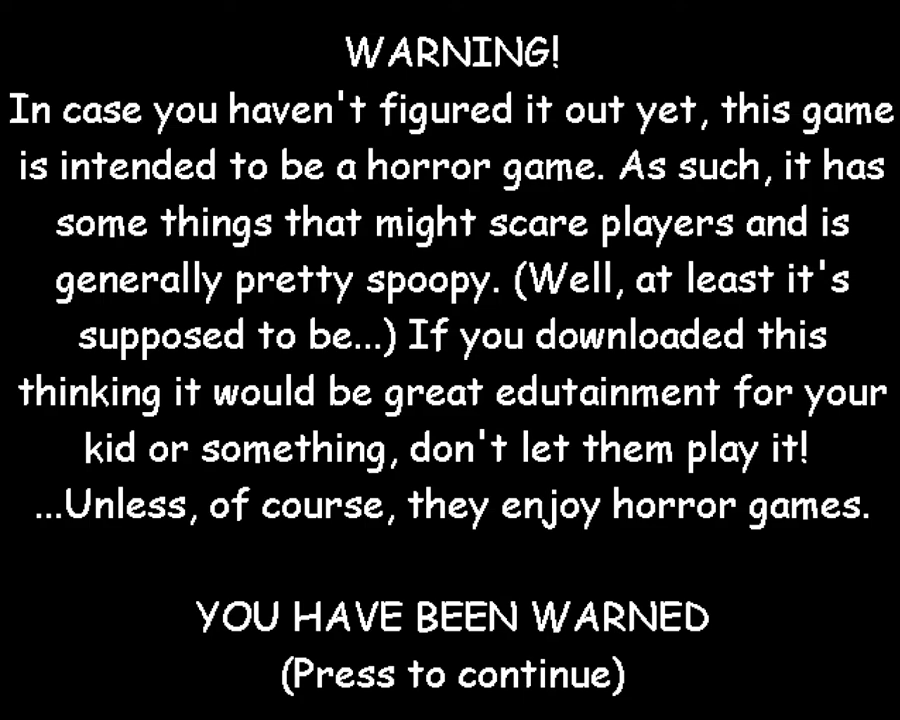 WARNING!
In case you haven't figured it out yet, this game
is intended to be a horror game. As such, it has
some things that might scare players and is
generally pretty spoopy. (Well, at least it's
supposed to be...) If you downloaded this
thinking it would be great edutainment for your
kid or something, don't let them play it!
...Unless, of course, they enjoy horror games.
YOU HAVE BEEN WARNED
(Press to continue)